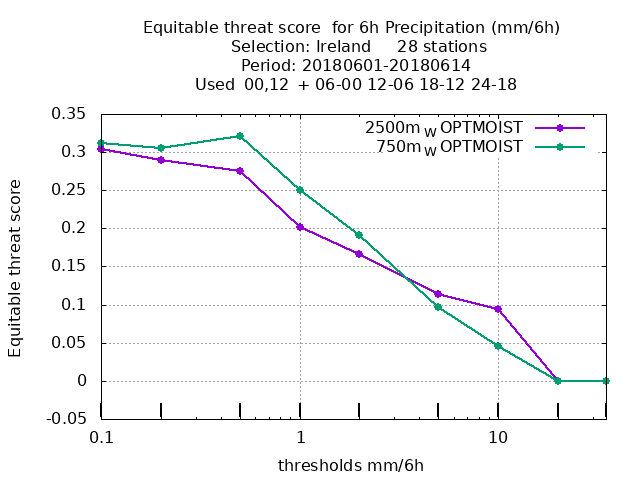 Equitable threat score  for 6h Precipitation (mm/6h)
Selection: Ireland     28 stations
Period: 20180601-20180614
Used  00,12  + 06-00 12-06 18-12 24-18
2500m W OPTMOIST
750m W OPTMOIST
0.35
0.3
0.25
0.2
0.15
0.1
0.05
0
-0.05
Equitable threat score
0.1
1
10
thresholds mm/6h